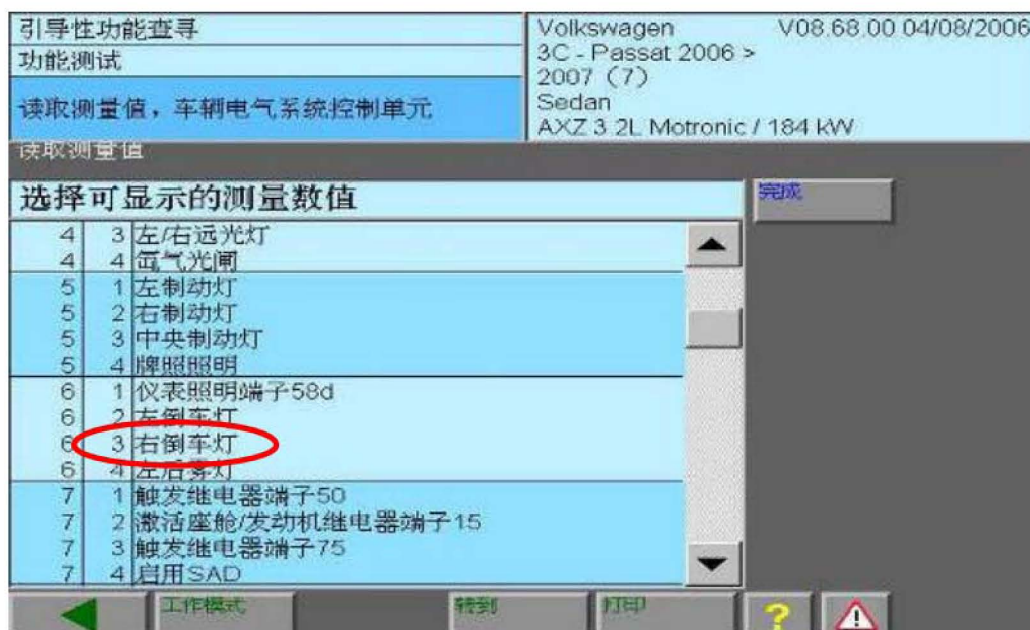 引导性功能查寻
功能测试
读取测量值，车辆电气系统控制单元
Volkswagen V08.68.00 04/08/2006
3C - Passat 2006 >
2007 (7)
Sedan
AXZ 3 2L Motronic / 184 kW
读取测量值
选择可显示的测量数值
完成
4 3 左/右远光灯
4 4 氙气光闸
5 1 左制动灯
5 2 右制动灯
5 3 中央制动灯
5 4 牌照照明
6 1 仪表照明端子58d
6 2 左倒车灯
6 3 右倒车灯
6 4 左后雾灯
7 1 触发继电器端子50
7 2 激活座舱/发动机继电器端子15
7 3 触发继电器端子75
7 4 启用SAD
工作模式 转到 打印 ?